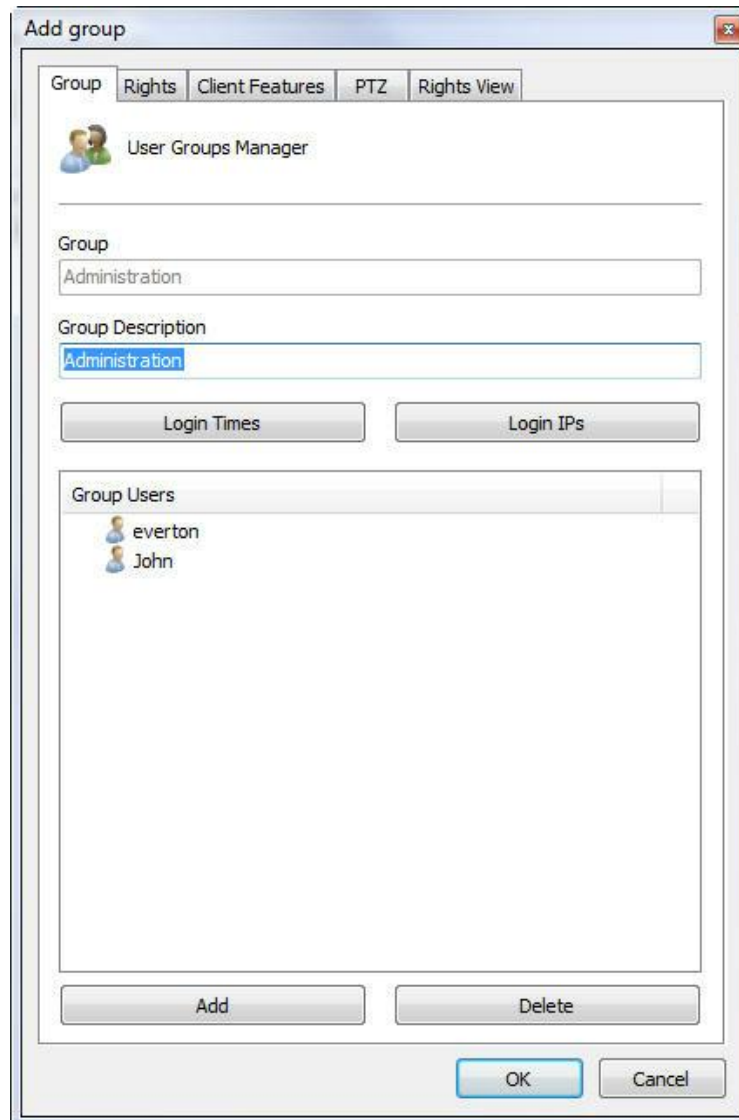 Add group
Group Rights Client Features PTZ Rights View
User Groups Manager
Group
Administration
Group Description
Administration
Login Times Login IPs
Group Users
everton
John
Add Delete
OK Cancel